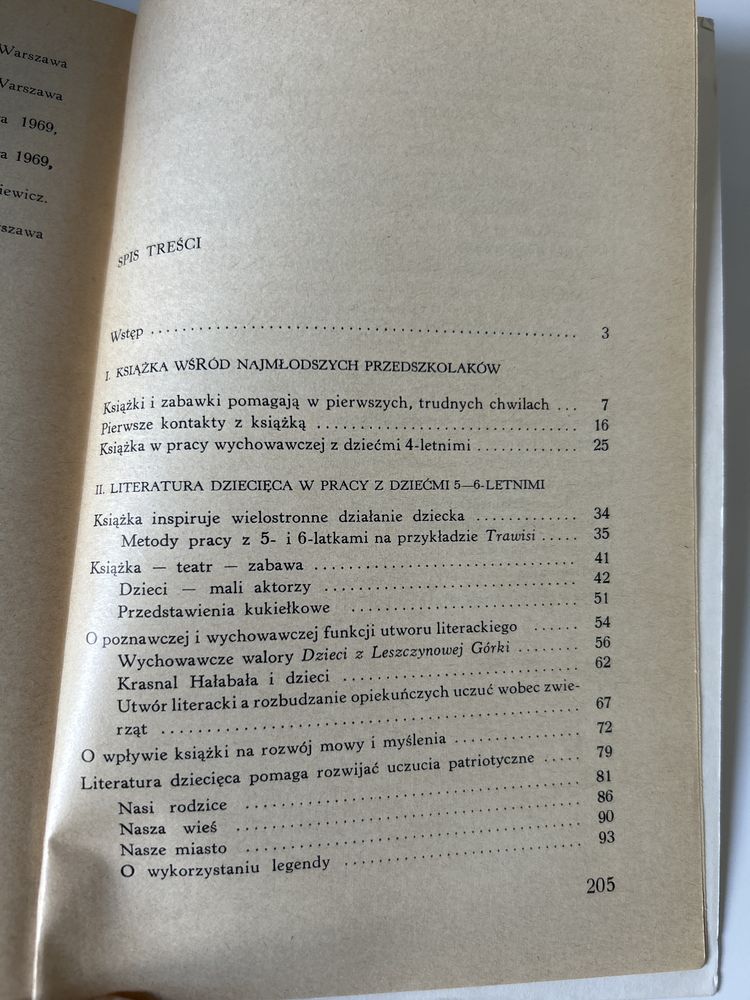 Warszawa
Warszawa
a 1969,
a 1969,
iewicz.
rszawa
SPIS TREŚCI
Wstęp . . . . . . . . . . . . . . . . . . . . . . . . . . . . . . 3
I. KSIĄŻKA WŚRÓD NAJMŁODSZYCH PRZEDSZKOLAKÓW
Książki i zabawki pomagają w pierwszych, trudnych chwilach . . . 7
Pierwsze kontakty z książką . . . . . . . . . . . . . . . . . . . . 16
Książka w pracy wychowawczej z dziećmi 4-letnimi . . . . . . . . . . 25
II. LITERATURA DZIECIĘCA W PRACY Z DZIEĆMI 5—6-LETNIMI
Książka inspiruje wielostronne działanie dziecka . . . . . . . . . . 34
Metody pracy z 5- i 6-latkami na przykładzie Trawisi . . . . . 35
Książka — teatr — zabawa . . . . . . . . . . . . . . . . . . . . 41
Dzieci — mali aktorzy . . . . . . . . . . . . . . . . . . . . 42
Przedstawienia kukiełkowe . . . . . . . . . . . . . . . . . . 51
O poznawczej i wychowawczej funkcji utworu literackiego . . . . . . 54
Wychowawcze walory Dzieci z Leszczynowej Górki . . . . . . . . 56
Krasnal Hałabała i dzieci . . . . . . . . . . . . . . . . . . 62
Utwór literacki a rozbudzanie opiekuńczych uczuć wobec zwie-
rząt . . . . . . . . . . . . . . . . . . . . . . . . . . . . 67
O wpływie książki na rozwój mowy i myślenia . . . . . . . . . . . . 72
Literatura dziecięca pomaga rozwijać uczucia patriotyczne . . . . . 79
Nasi rodzice . . . . . . . . . . . . . . . . . . . . . . . . 81
Nasza wieś . . . . . . . . . . . . . . . . . . . . . . . . . 86
Nasze miasto . . . . . . . . . . . . . . . . . . . . . . . . 90
O wykorzystaniu legendy . . . . . . . . . . . . . . . . . . . 93
205